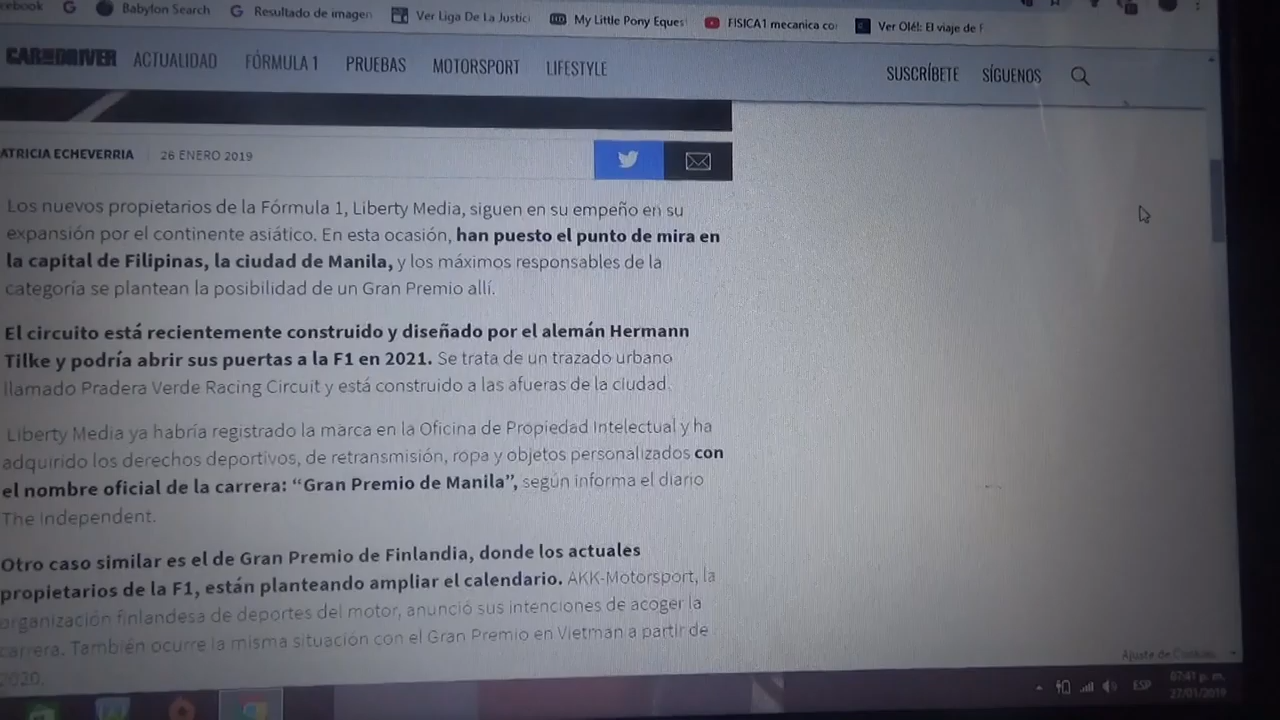 cebook
Babylon Search
Resultado de imagen
Ver Liga De La Justic
My Little Pony Eques
FISICA1 mecanica co
Ver Olé!: El viaje de F
CAR DRIVER
ACTUALIDAD
FÓRMULA 1
PRUEBAS
MOTORSPORT
LIFESTYLE
SUSCRÍBETE
SÍGUENOS
ATRICIA ECHEVERRIA
26 ENERO 2019
Los nuevos propietarios de la Fórmula 1, Liberty Media, siguen en su empeño en su
expansión por el continente asiático. En esta ocasión, han puesto el punto de mira en
la capital de Filipinas, la ciudad de Manila, y los máximos responsables de la
categoría se plantean la posibilidad de un Gran Premio allí.
El circuito está recientemente construido y diseñado por el alemán Hermann
Tilke y podría abrir sus puertas a la F1 en 2021. Se trata de un trazado urbano
llamado Pradera Verde Racing Circuit y está construido a las afueras de la ciudad.
Liberty Media ya habría registrado la marca en la Oficina de Propiedad Intelectual y ha
adquirido los derechos deportivos, de retransmisión, ropa y objetos personalizados con
el nombre oficial de la carrera: “Gran Premio de Manila”, según informa el diario
The Independent.
Otro caso similar es el de Gran Premio de Finlandia, donde los actuales
propietarios de la F1, están planteando ampliar el calendario. AKK-Motorsport, la
organización finlandesa de deportes del motor, anunció sus intenciones de acoger la
carrera. También ocurre la misma situación con el Gran Premio en Vietman a partir de
2020.
Ajuste de Cookies
ESP
07:41 p. m.
27/01/2019